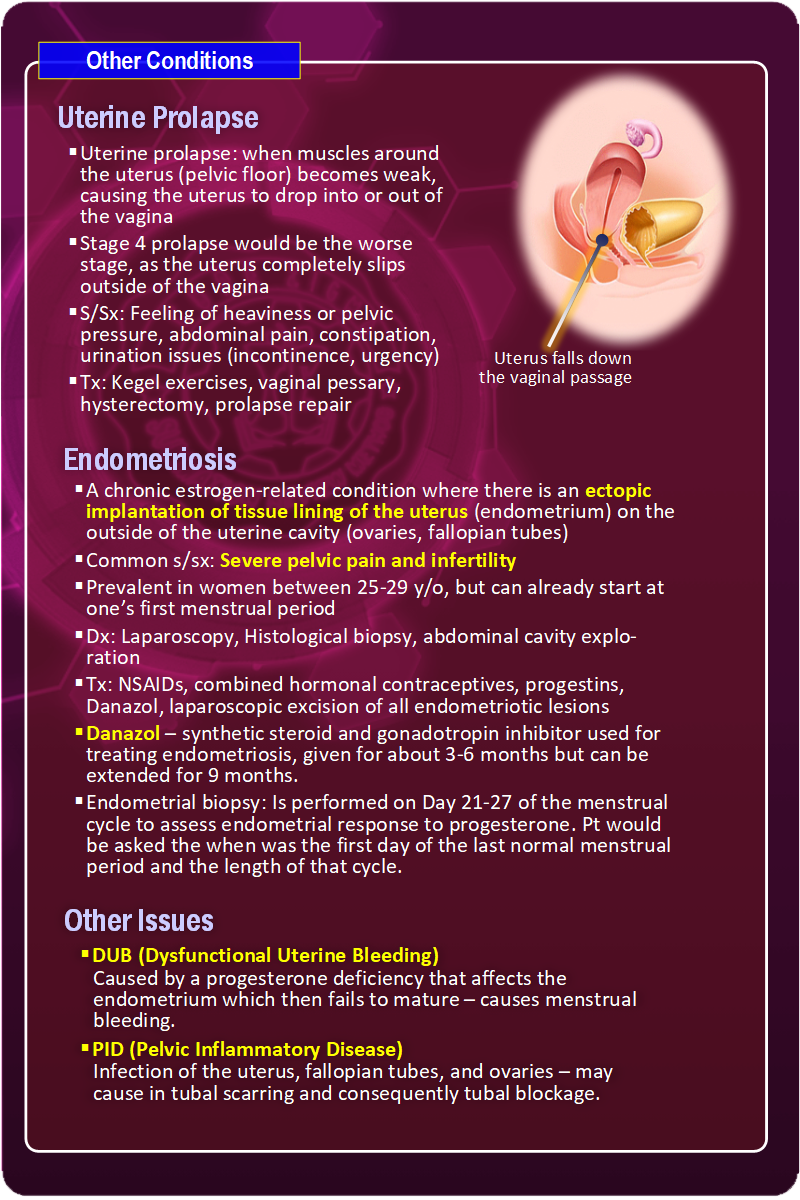 Other Conditions
Uterine Prolapse
▪Uterine prolapse: when muscles around
the uterus (pelvic floor) becomes weak,
causing the uterus to drop into or out of
the vagina
▪Stage 4 prolapse would be the worse
stage, as the uterus completely slips
outside of the vagina
▪S/Sx: Feeling of heaviness or pelvic
pressure, abdominal pain, constipation,
urination issues (incontinence, urgency)
▪Tx: Kegel exercises, vaginal pessary,
hysterectomy, prolapse repair
Uterus falls down
the vaginal passage
Endometriosis
▪A chronic estrogen-related condition where there is an ectopic
implantation of tissue lining of the uterus (endometrium) on the
outside of the uterine cavity (ovaries, fallopian tubes)
▪Common s/sx: Severe pelvic pain and infertility
▪Prevalent in women between 25-29 y/o, but can already start at
one’s first menstrual period
▪Dx: Laparoscopy, Histological biopsy, abdominal cavity explo-
ration
▪Tx: NSAIDs, combined hormonal contraceptives, progestins,
Danazol, laparoscopic excision of all endometriotic lesions
▪Danazol – synthetic steroid and gonadotropin inhibitor used for
treating endometriosis, given for about 3-6 months but can be
extended for 9 months.
▪Endometrial biopsy: Is performed on Day 21-27 of the menstrual
cycle to assess endometrial response to progesterone. Pt would
be asked the when was the first day of the last normal menstrual
period and the length of that cycle.
Other Issues
▪DUB (Dysfunctional Uterine Bleeding)
Caused by a progesterone deficiency that affects the
endometrium which then fails to mature – causes menstrual
bleeding.
▪PID (Pelvic Inflammatory Disease)
Infection of the uterus, fallopian tubes, and ovaries – may
cause in tubal scarring and consequently tubal blockage.